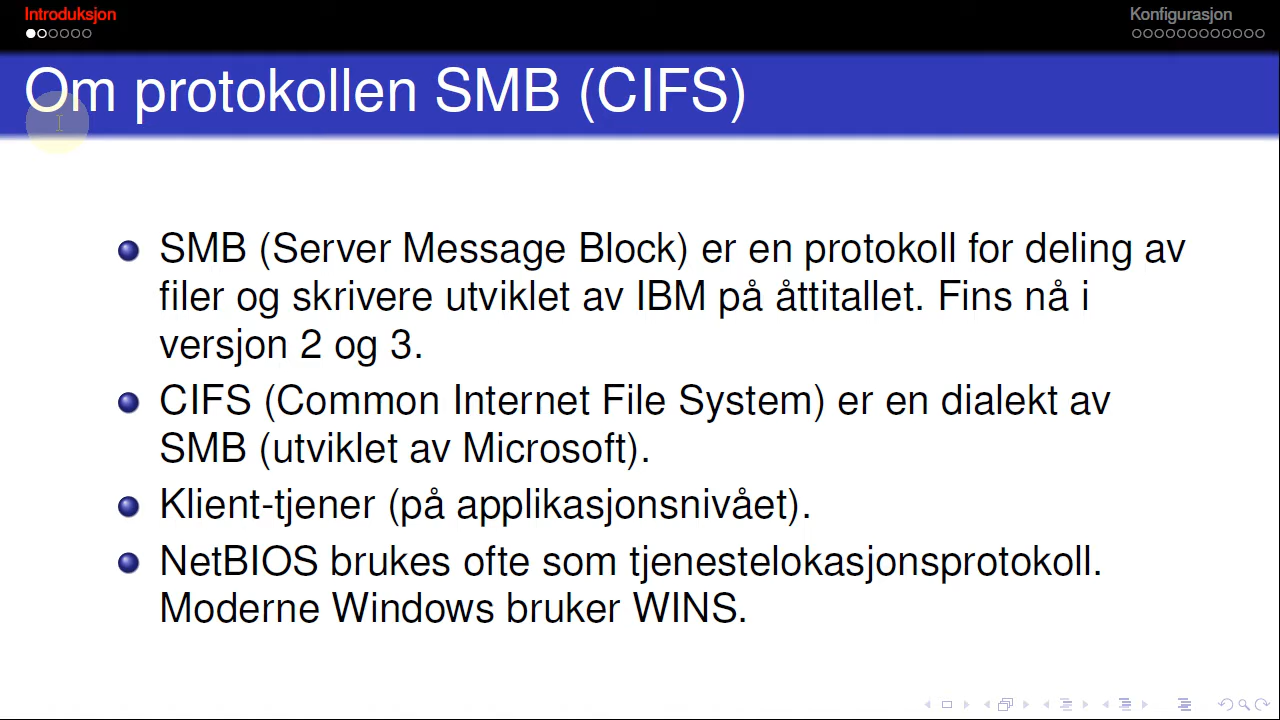 Introduksjon
Konfigurasjon
Om protokollen SMB (CIFS)
SMB (Server Message Block) er en protokoll for deling av
filer og skrivere utviklet av IBM på åttitallet. Fins nå i
versjon 2 og 3.
CIFS (Common Internet File System) er en dialekt av
SMB (utviklet av Microsoft).
Klient-tjener (på applikasjonsnivået).
NetBIOS brukes ofte som tjenestelokasjonsprotokoll.
Moderne Windows bruker WINS.